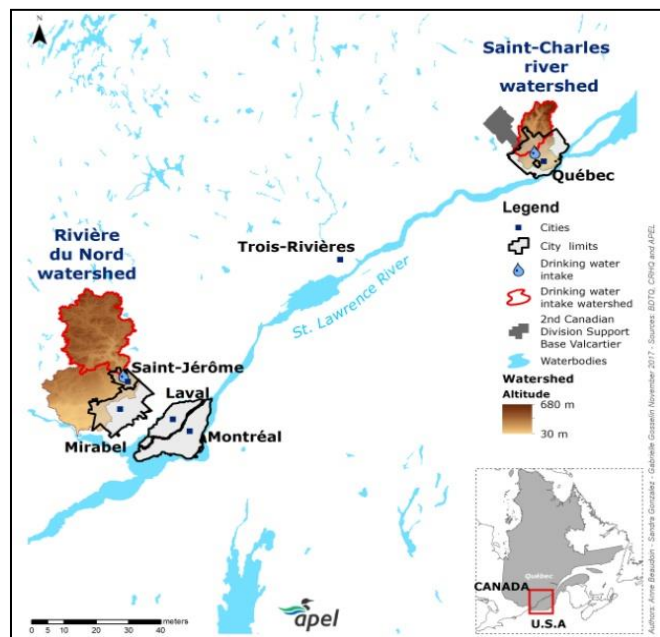 N
Saint-Charles
river
watershed
Québec
Legend
Cities
City limits
Drinking water
intake
Drinking water
intake watershed
2nd Canadian
Division Support
Base Valcartier
Waterbodies
Watershed
Altitude
680 m
30 m
Trois-Rivières
St. Lawrence River
Rivière
du Nord
watershed
Saint-Jérôme
Laval
Mirabel
Montréal
Québec
CANADA
U.S.A
apel
0 10 20 30 40
meters
Authors: Anne Beaudoin - Sandra Gonzalez - Gabrielle Gosselin November 2017 - Sources: BDTQ, CRHQ and APEL